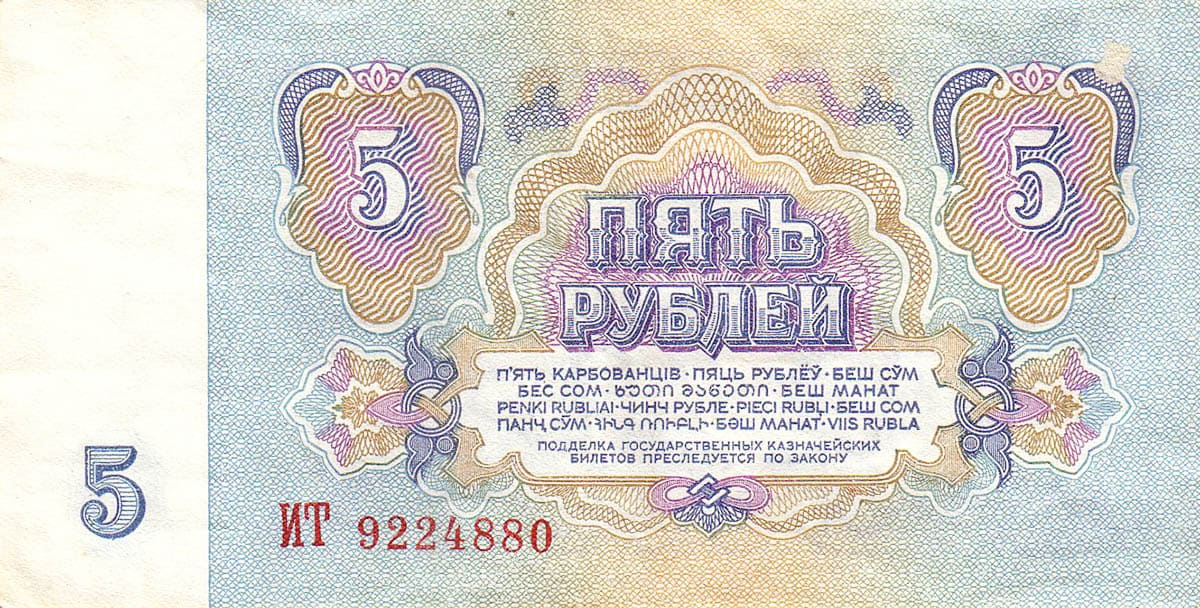 5
5
ПЯТЬ
РУБЛЕЙ
П'ЯТЬ КАРБОВАНЦІВ · ПЯЦЬ РУБЛЁЎ · БЕШ СЎМ
БЕС СОМ · ᲮᲣᲗᲘ ᲛᲐᲜᲔᲗᲘ · БЕШ МАНАТ
PENKI RUBLIAI · ЧИНЧ РУБЛЕ · PIECI RUBĻI · БЕШ СОМ
ПАНҶ СӮМ · ՀԻՆԳ ՌՈՒԲԼԻ · БӘШ МАНАТ · VIIS RUBLA
ПОДДЕЛКА ГОСУДАРСТВЕННЫХ КАЗНАЧЕЙСКИХ
БИЛЕТОВ ПРЕСЛЕДУЕТСЯ ПО ЗАКОНУ
5
ИТ 9224880